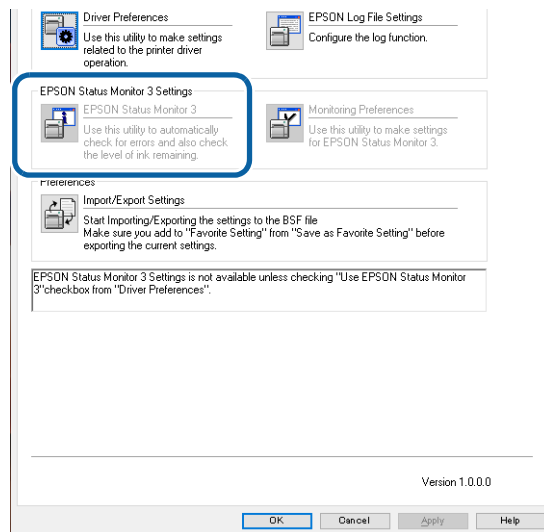 Driver Preferences
Use this utility to make settings
related to the printer driver
operation.
EPSON Log File Settings
Configure the log function.
EPSON Status Monitor 3 Settings
EPSON Status Monitor 3
Use this utility to automatically
check for errors and also check
the level of ink remaining.
Monitoring Preferences
Use this utility to make settings
for EPSON Status Monitor 3.
Preferences
Import/Export Settings
Start Importing/Exporting the settings to the BSF file
Make sure you add to "Favorite Setting" from "Save as Favorite Setting" before
exporting the current settings.
EPSON Status Monitor 3 Settings is not available unless checking "Use EPSON Status Monitor
3"checkbox from "Driver Preferences".
Version 1.0.0.0
OK Cancel Apply Help